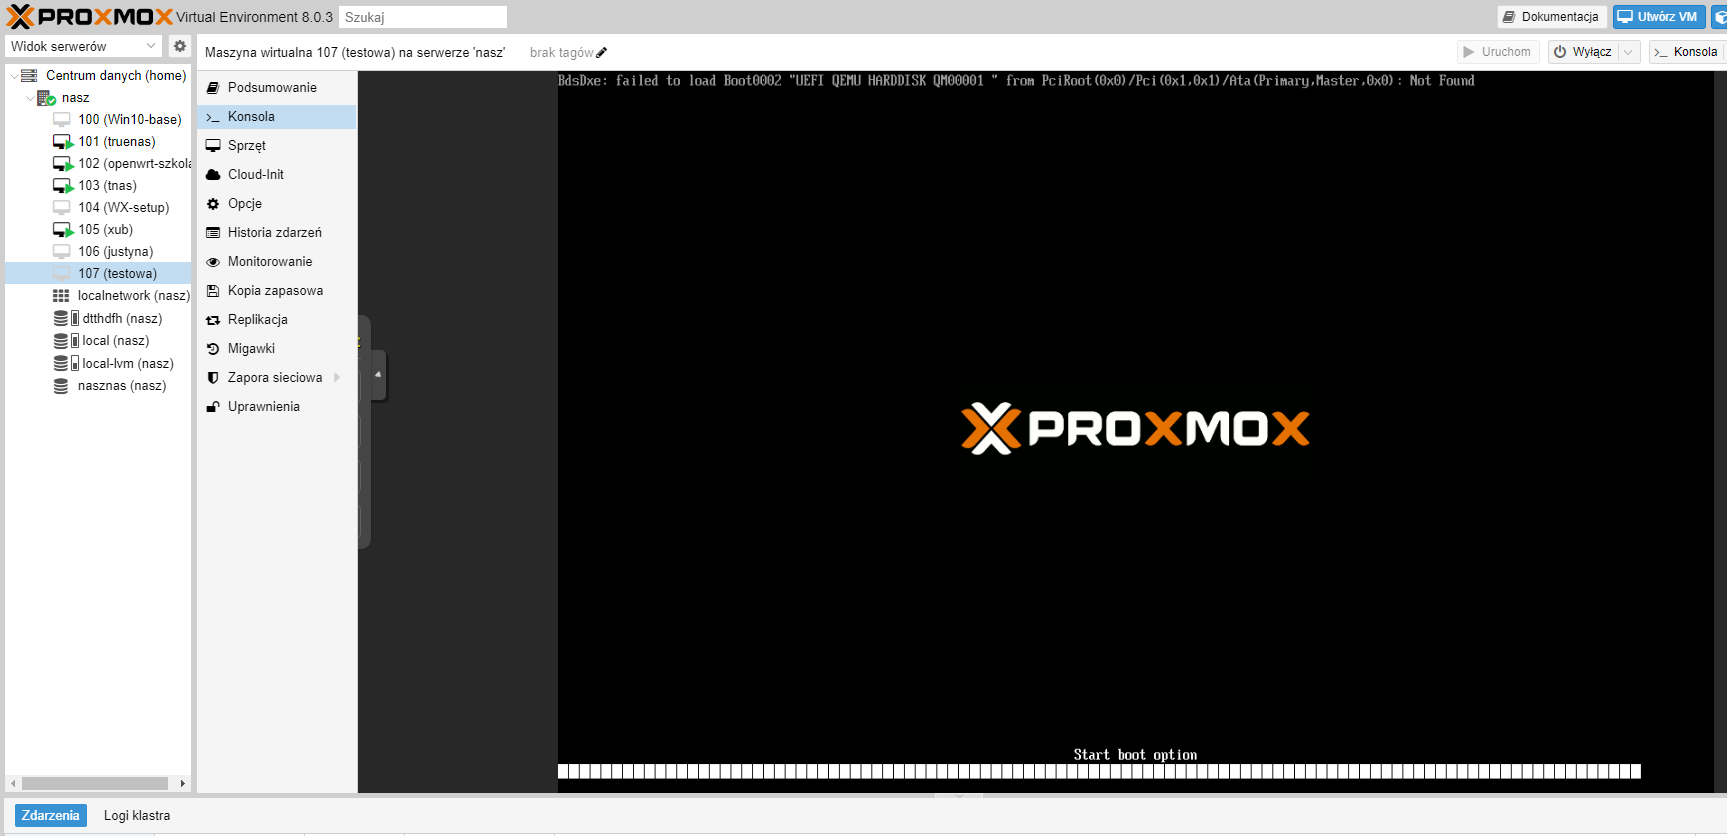 PROXMOX Virtual Environment 8.0.3 Szukaj Dokumentacja Utwórz VM
Widok serwerów
Maszyna wirtualna 107 (testowa) na serwerze 'nasz' brak tagów Uruchom Wyłącz Konsola
Centrum danych (home)
nasz
100 (Win10-base)
101 (truenas)
102 (openwrt-szkola
103 (tnas)
104 (WX-setup)
105 (xub)
106 (justyna)
107 (testowa)
localnetwork (nasz)
dtthdfh (nasz)
local (nasz)
local-lvm (nasz)
nasznas (nasz)
Podsumowanie
Konsola
Sprzęt
Cloud-Init
Opcje
Historia zdarzeń
Monitorowanie
Kopia zapasowa
Replikacja
Migawki
Zapora sieciowa
Uprawnienia
BdsDxe: failed to load Boot0002 "UEFI QEMU HARDDISK QM00001 " from PciRoot(0x0)/Pci(0x1,0x1)/Ata(Primary,Master,0x0): Not Found
PROXMOX
Start boot option
Zdarzenia Logi klastra